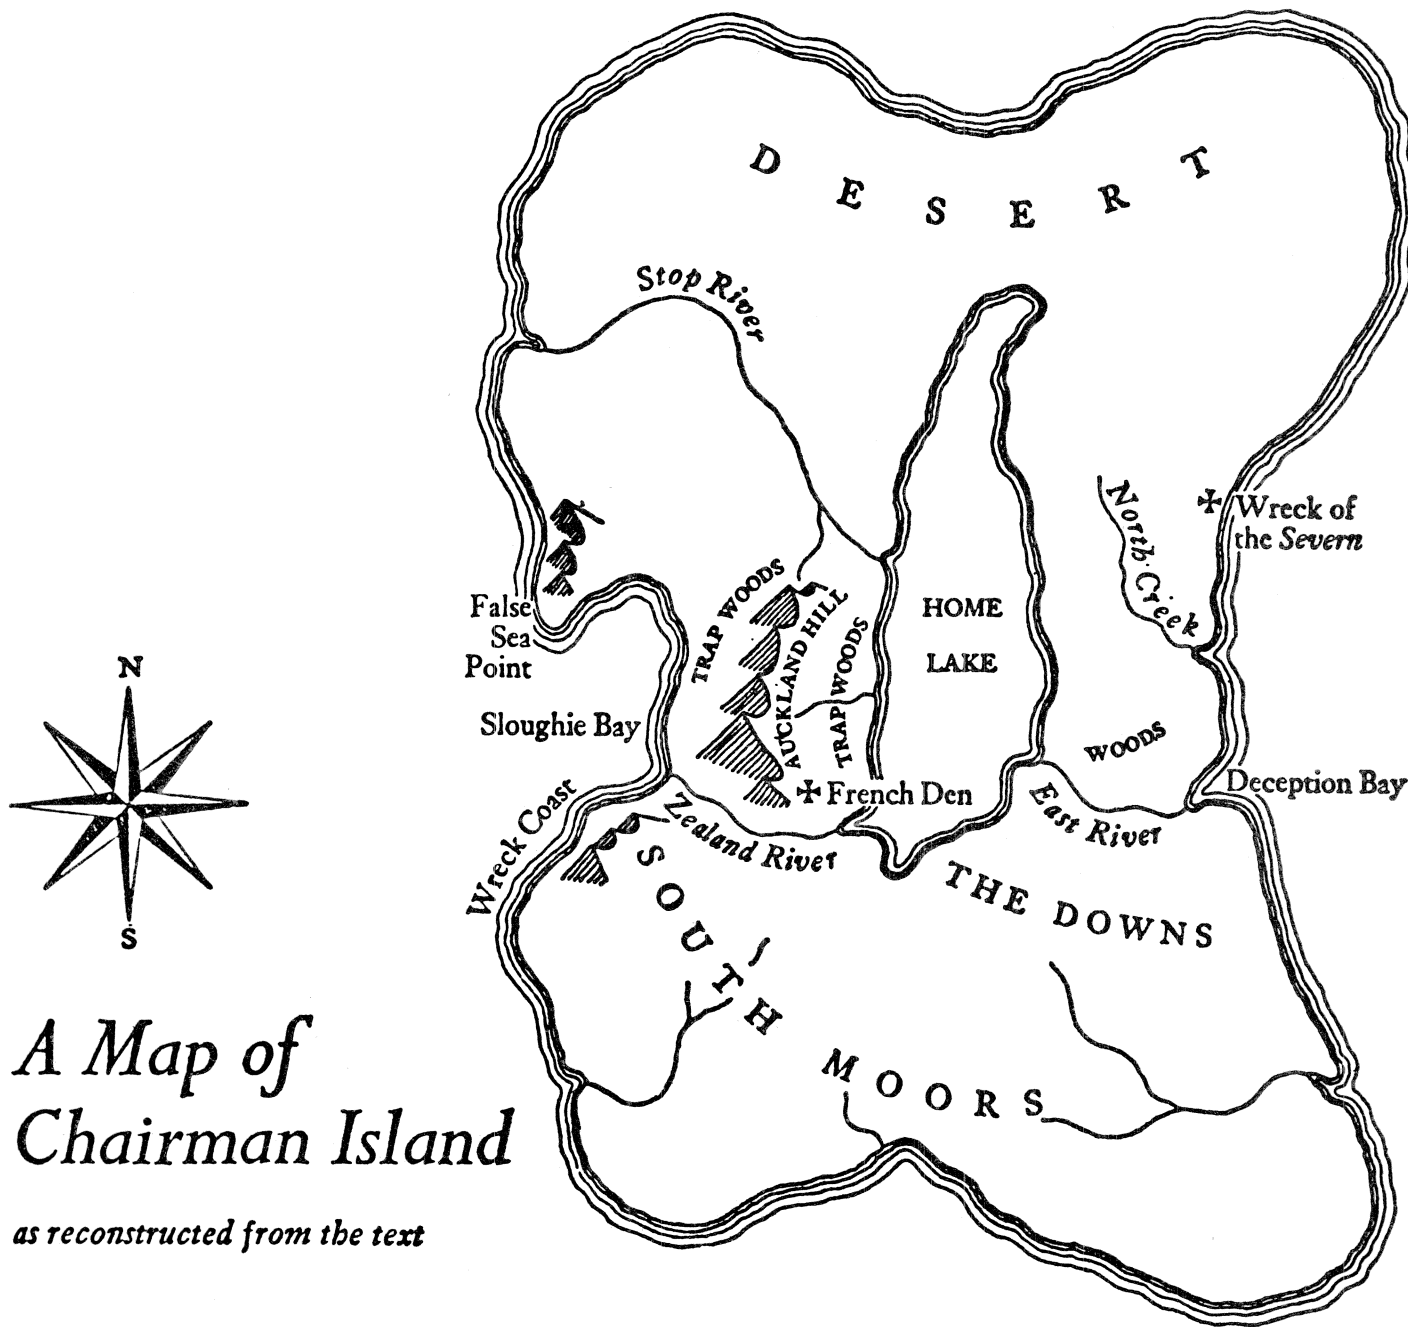 DESERT
Stop River
North Creek
Wreck of
the Severn
False
Sea
Point
TRAP WOODS
AUCKLAND HILL
TRAP WOODS
HOME
LAKE
N
Sloughie Bay
WOODS
Deception Bay
French Den
Wreck Coast
Zealand River
East River
SOUTH MOORS
THE DOWNS
S
A Map of
Chairman Island
as reconstructed from the text